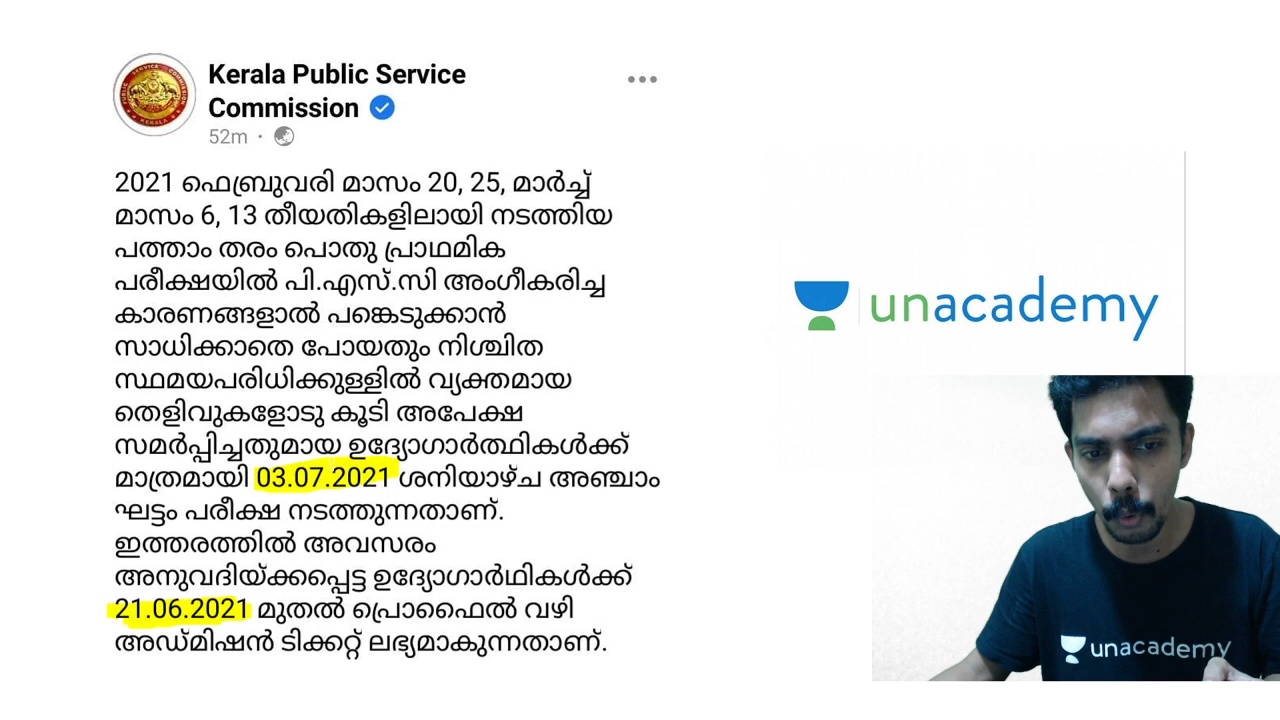 Kerala Public Service
Commission
52m ·
2021 ഫെബ്രുവരി മാസം 20, 25, മാർച്ച്
മാസം 6, 13 തീയതികളിലായി നടത്തിയ
പത്താം തരം പൊതു പ്രാഥമിക
പരീക്ഷയിൽ പി.എസ്.സി അംഗീകരിച്ച
കാരണങ്ങളാൽ പങ്കെടുക്കാൻ
സാധിക്കാതെ പോയതും നിശ്ചിത
സ്ഥമയപരിധിക്കുള്ളിൽ വ്യക്തമായ
തെളിവുകളോടു കൂടി അപേക്ഷ
സമർപ്പിച്ചതുമായ ഉദ്യോഗാർത്ഥികൾക്ക്
മാത്രമായി 03.07.2021 ശനിയാഴ്ച അഞ്ചാം
ഘട്ടം പരീക്ഷ നടത്തുന്നതാണ്.
ഇത്തരത്തിൽ അവസരം
അനുവദിയ്ക്കപ്പെട്ട ഉദ്യോഗാർഥികൾക്ക്
21.06.2021 മുതൽ പ്രൊഫൈൽ വഴി
അഡ്മിഷൻ ടിക്കറ്റ് ലഭ്യമാകുന്നതാണ്.
unacademy
unacademy